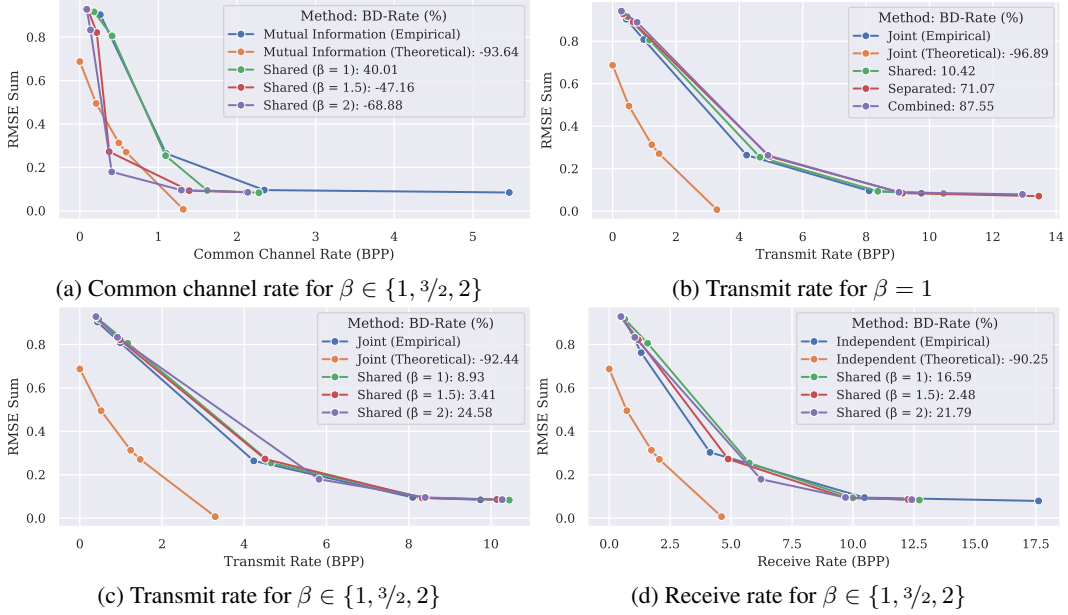 Method: BD-Rate (%)
Mutual Information (Empirical)
Mutual Information (Theoretical): -93.64
Shared (β = 1): 40.01
Shared (β = 1.5): -47.16
Shared (β = 2): -68.88
RMSE Sum
0.8
0.6
0.4
0.2
0.0
0 1 2 3 4 5
Common Channel Rate (BPP)
(a) Common channel rate for β ∈ {1, 3/2, 2}
Method: BD-Rate (%)
Joint (Empirical)
Joint (Theoretical): -96.89
Shared: 10.42
Separated: 71.07
Combined: 87.55
RMSE Sum
0.8
0.6
0.4
0.2
0.0
0 2 4 6 8 10 12 14
Transmit Rate (BPP)
(b) Transmit rate for β = 1
Method: BD-Rate (%)
Joint (Empirical)
Joint (Theoretical): -92.44
Shared (β = 1): 8.93
Shared (β = 1.5): 3.41
Shared (β = 2): 24.58
RMSE Sum
0.8
0.6
0.4
0.2
0.0
0 2 4 6 8 10
Transmit Rate (BPP)
(c) Transmit rate for β ∈ {1, 3/2, 2}
Method: BD-Rate (%)
Independent (Empirical)
Independent (Theoretical): -90.25
Shared (β = 1): 16.59
Shared (β = 1.5): 2.48
Shared (β = 2): 21.79
RMSE Sum
0.8
0.6
0.4
0.2
0.0
0.0 2.5 5.0 7.5 10.0 12.5 15.0 17.5
Receive Rate (BPP)
(d) Receive rate for β ∈ {1, 3/2, 2}